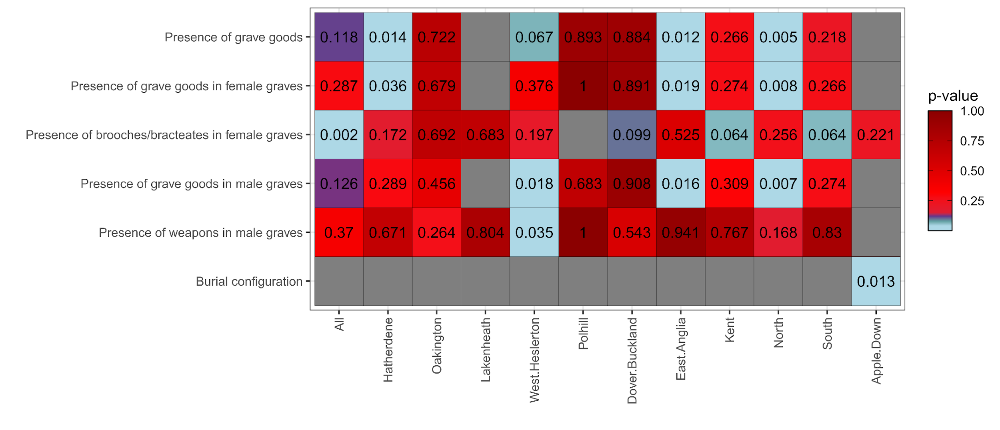 Presence of grave goods 0.118 0.014 0.722 0.067 0.893 0.884 0.012 0.266 0.005 0.218
Presence of grave goods in female graves 0.287 0.036 0.679 0.376 1 0.891 0.019 0.274 0.008 0.266
Presence of brooches/bracteates in female graves 0.002 0.172 0.692 0.683 0.197 0.099 0.525 0.064 0.256 0.064 0.221
Presence of grave goods in male graves 0.126 0.289 0.456 0.018 0.683 0.908 0.016 0.309 0.007 0.274
Presence of weapons in male graves 0.37 0.671 0.264 0.804 0.035 1 0.543 0.941 0.767 0.168 0.83
Burial configuration 0.013
All
Hatherdene
Oakington
Lakenheath
West.Heslerton
Polhill
Dover.Buckland
East.Anglia
Kent
North
South
Apple.Down
p-value
1.00
0.75
0.50
0.25